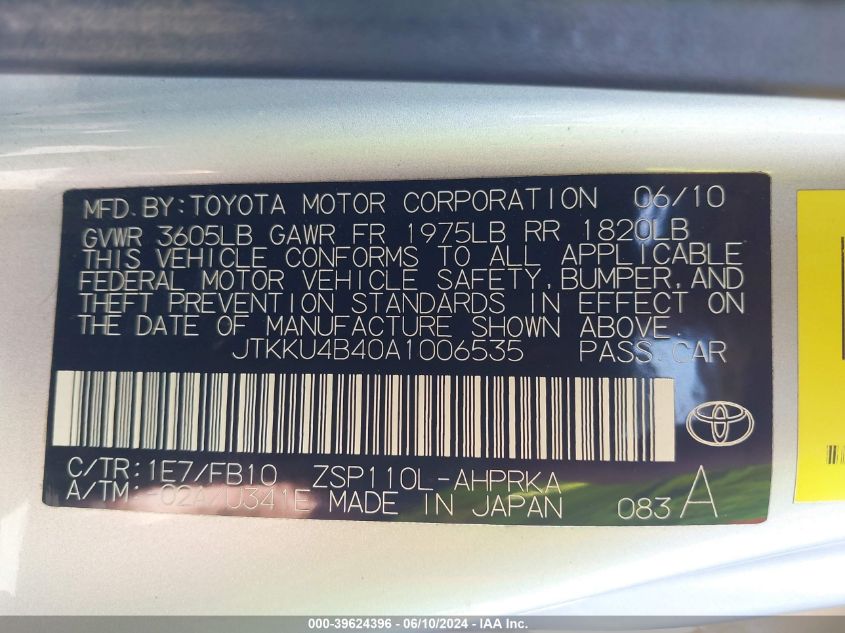 MFD.BY:TOYOTA MOTOR CORPORATION 06/10
GVWR 3605LB GAWR FR 1975LB RR 1820LB
THIS VEHICLE CONFORMS TO ALL APPLICABLE
FEDERAL MOTOR VEHICLE SAFETY,BUMPER,AND
THEFT PREVENTION STANDARDS IN EFFECT ON
THE DATE OF MANUFACTURE SHOWN ABOVE.
JTKKU4B40A1006535 PASS.CAR
C/TR:1E7/FB10 ZSP110L-AHPRKA
A/TM:-02A/U341E MADE IN JAPAN 083A
000-39624396 - 06/10/2024 - IAA Inc.